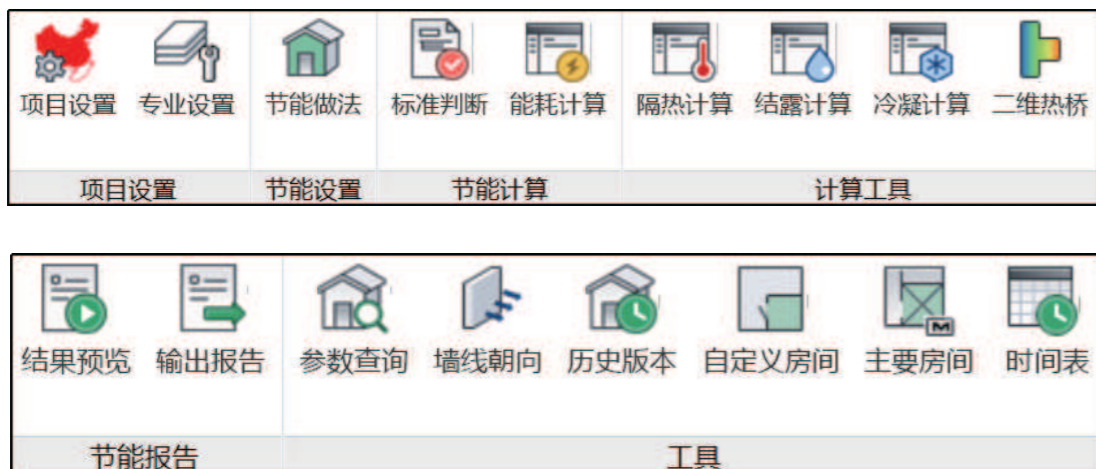 项目设置 专业设置 节能做法 标准判断 能耗计算 隔热计算 结露计算 冷凝计算 二维热桥
项目设置 节能设置 节能计算 计算工具
结果预览 输出报告 参数查询 墙线朝向 历史版本 自定义房间 主要房间 时间表
节能报告 工具